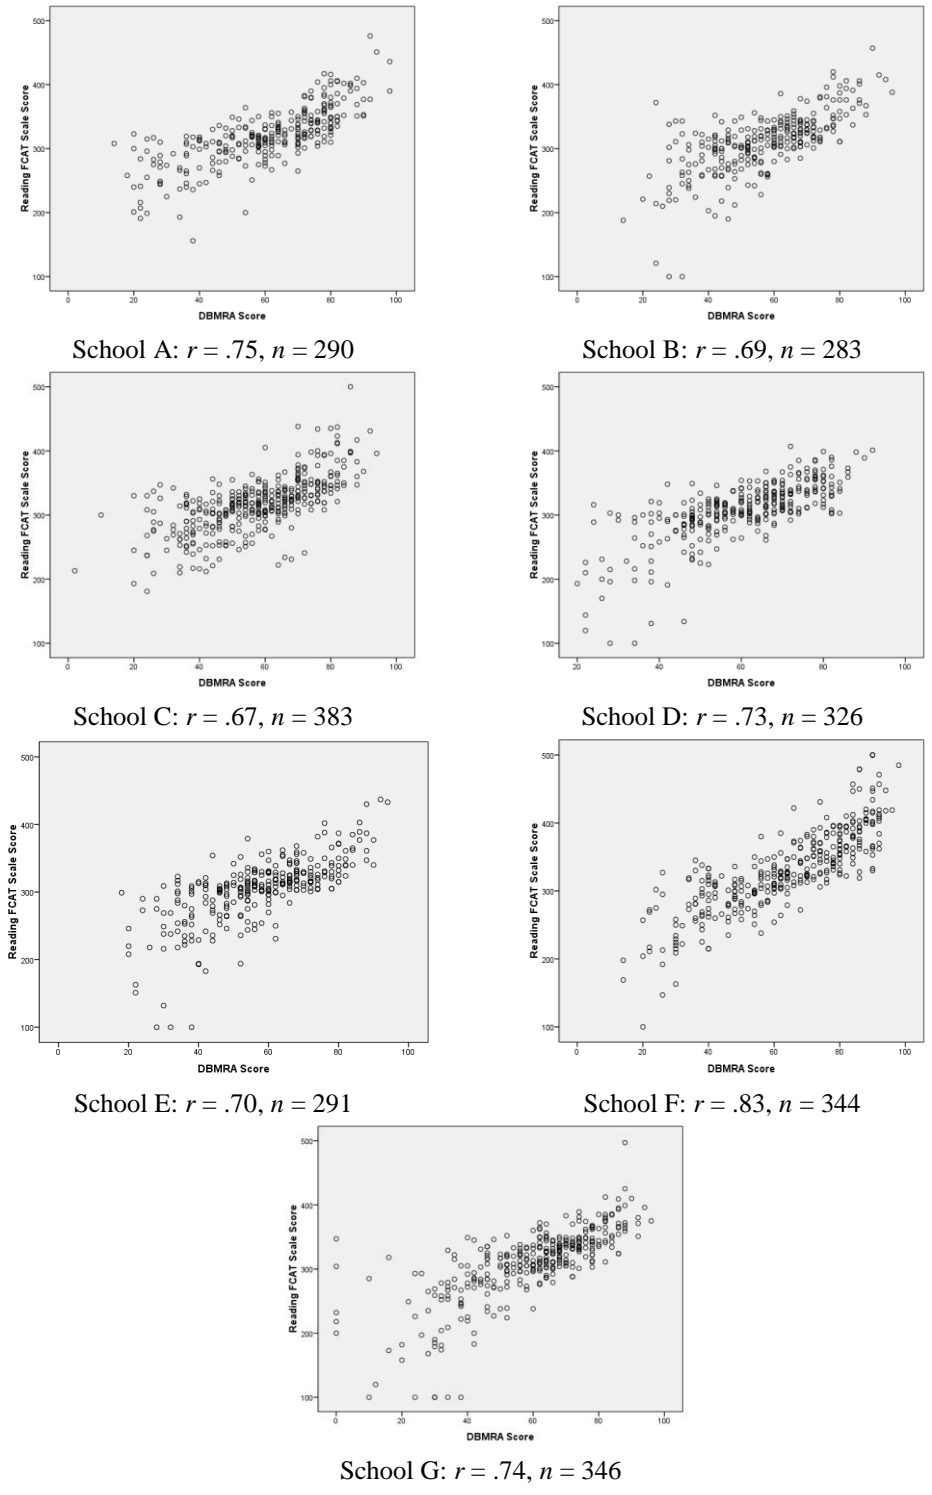 500
400
300
200
100
Reading FCAT Scale Score
0 20 40 60 80 100
DBMRA Score
School A: r = .75, n = 290
500
400
300
200
100
Reading FCAT Scale Score
0 20 40 60 80 100
DBMRA Score
School B: r = .69, n = 283
500
400
300
200
100
Reading FCAT Scale Score
0 20 40 60 80 100
DBMRA Score
School C: r = .67, n = 383
500
400
300
200
100
Reading FCAT Scale Score
20 40 60 80 100
DBMRA Score
School D: r = .73, n = 326
500
400
300
200
100
Reading FCAT Scale Score
0 20 40 60 80 100
DBMRA Score
School E: r = .70, n = 291
500
400
300
200
100
Reading FCAT Scale Score
0 20 40 60 80 100
DBMRA Score
School F: r = .83, n = 344
500
400
300
200
100
Reading FCAT Scale Score
0 20 40 60 80 100
DBMRA Score
School G: r = .74, n = 346